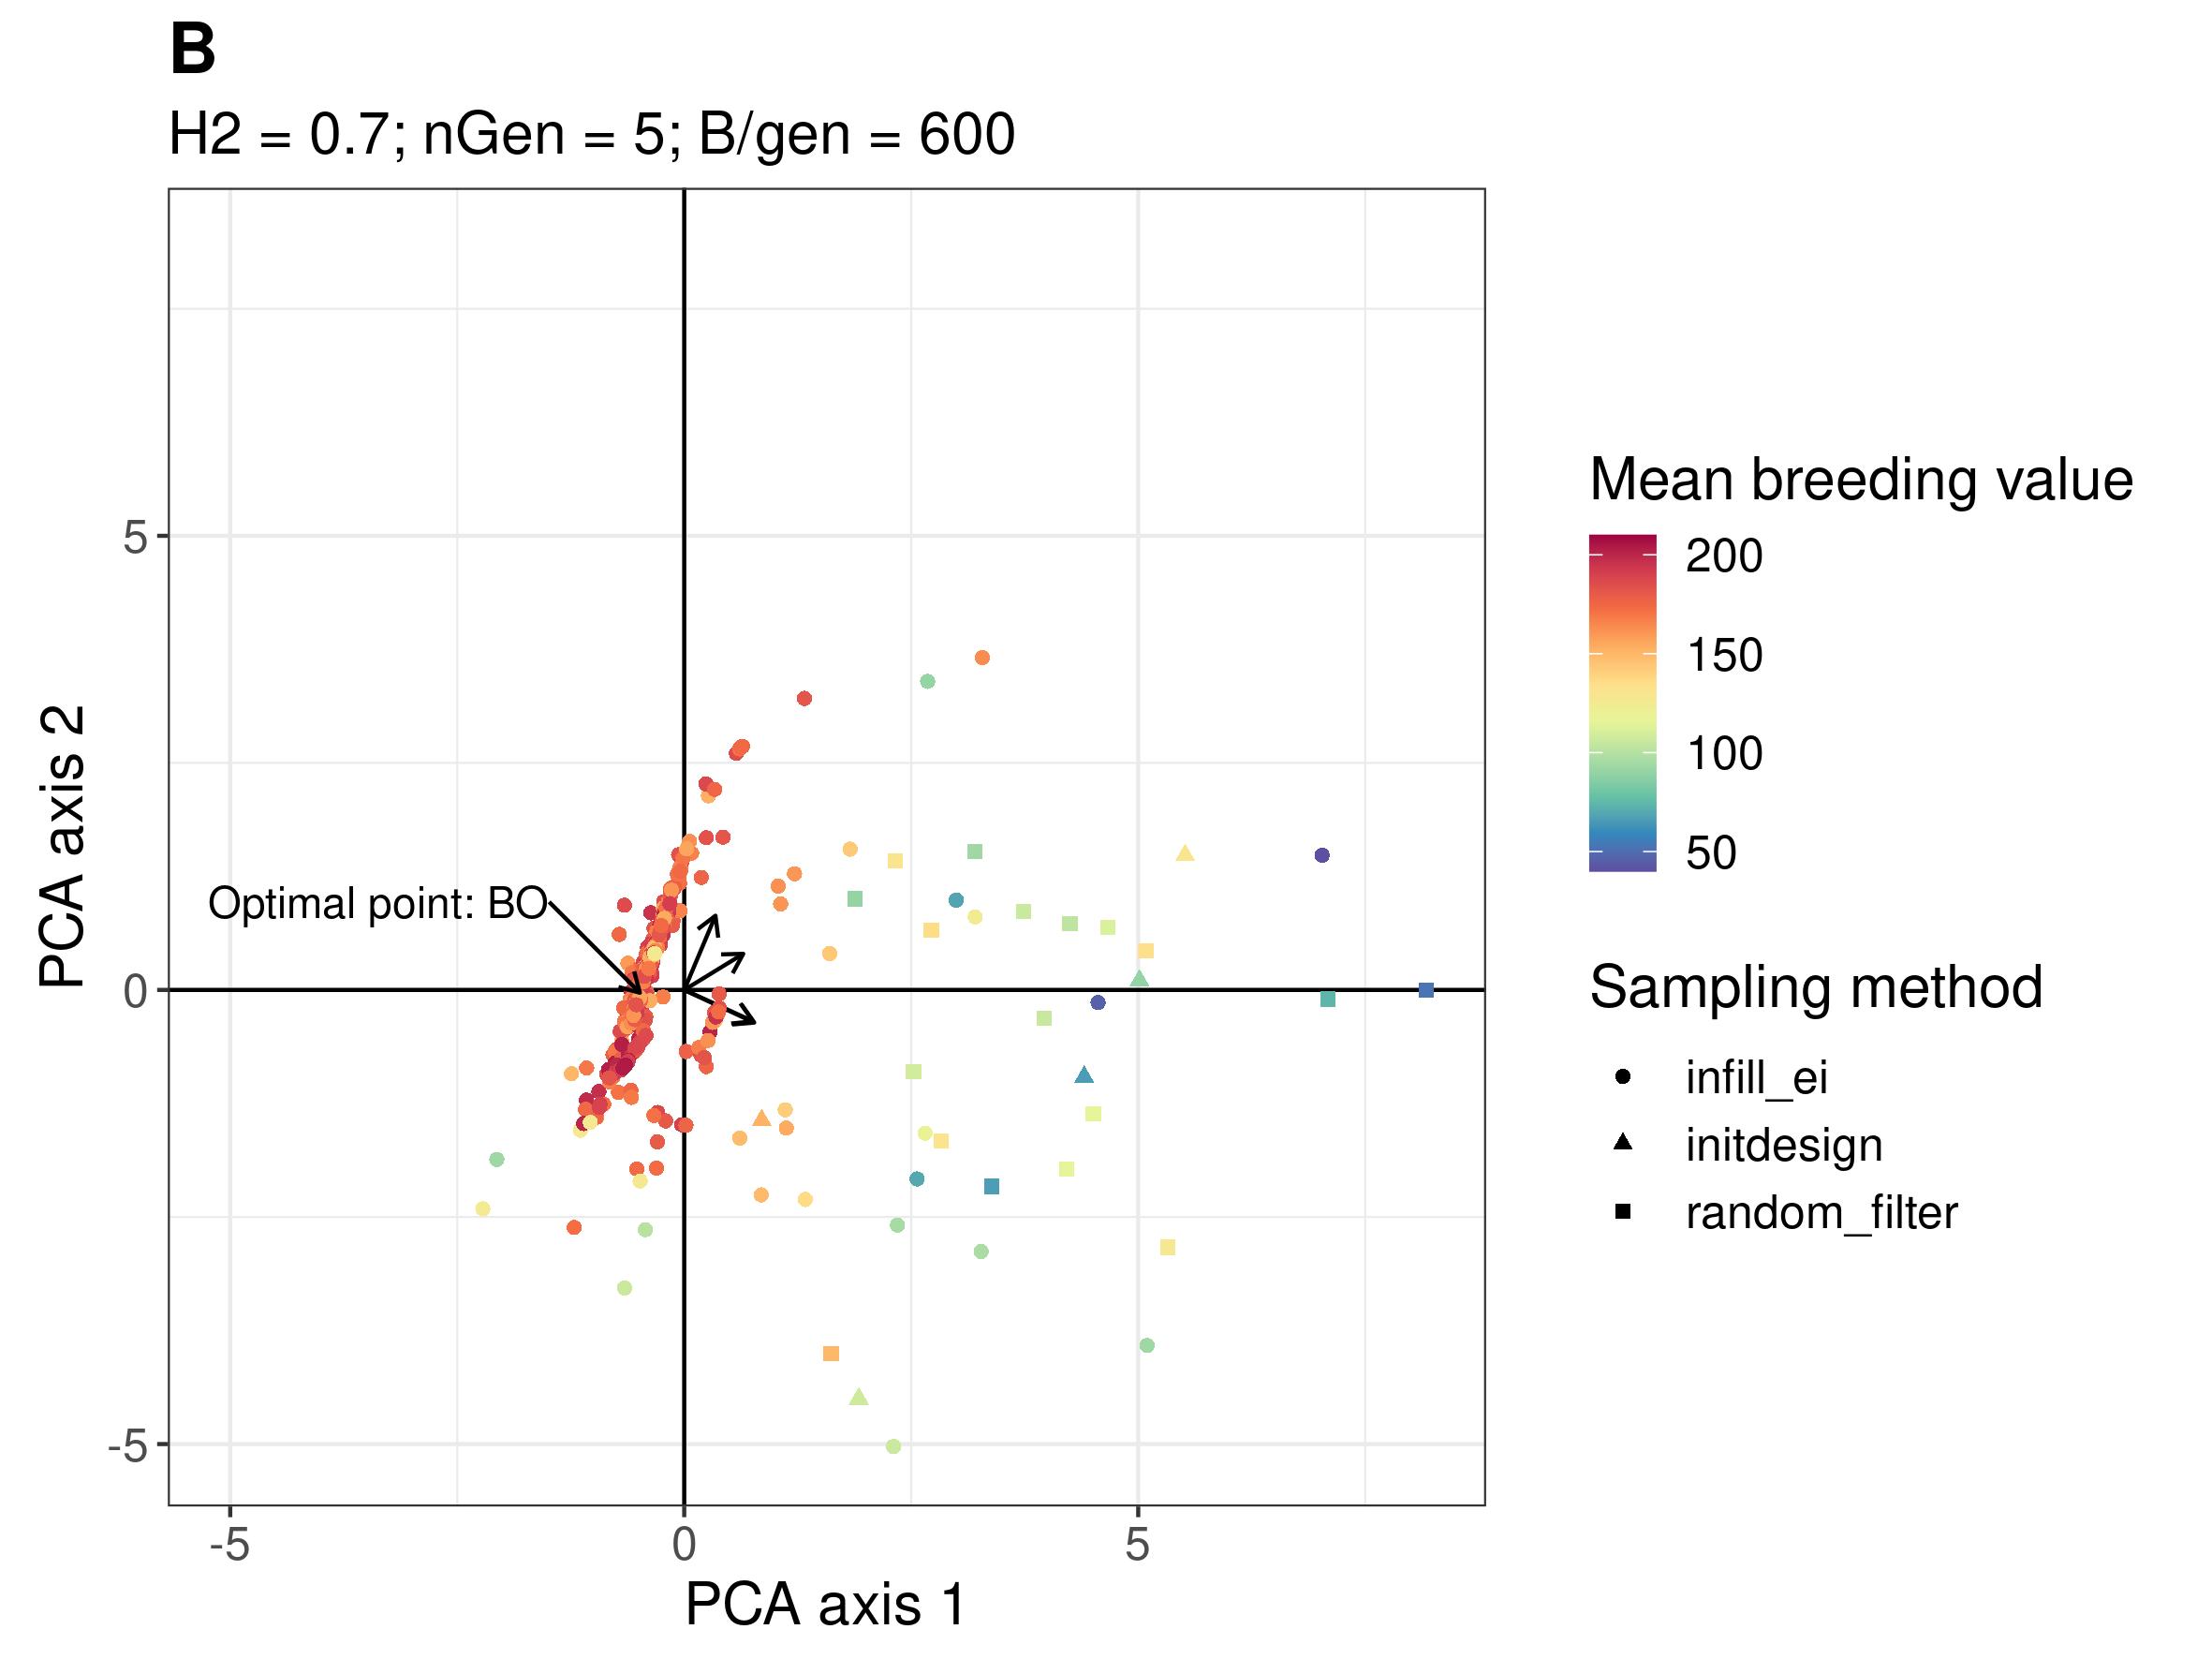 B
H2 = 0.7; nGen = 5; B/gen = 600
PCA axis 2
5
0
-5
Optimal point: BO
-5
0
5
PCA axis 1
Mean breeding value
200
150
100
50
Sampling method
infill_ei
initdesign
random_filter